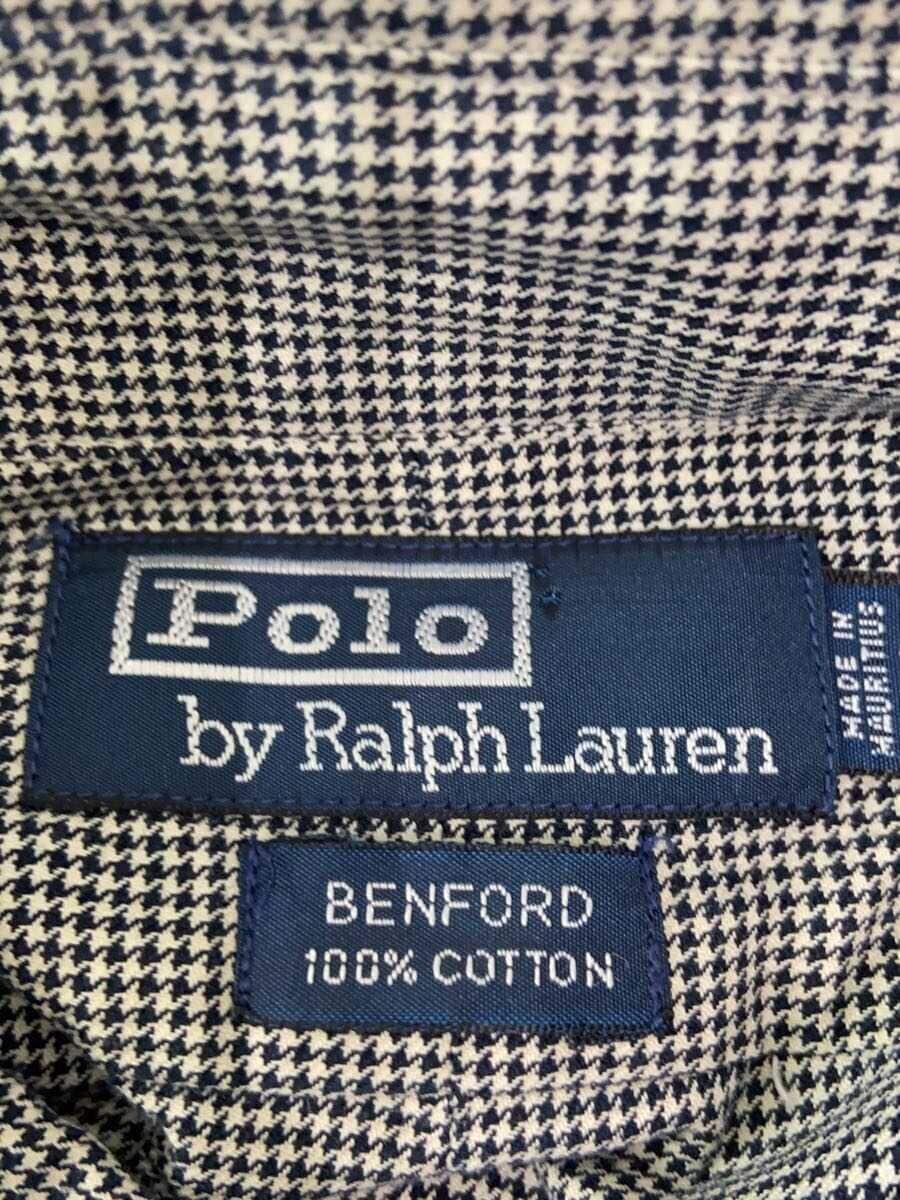 Polo
by Ralph Lauren
MADE IN
MAURITIUS
BENFORD
100% COTTON